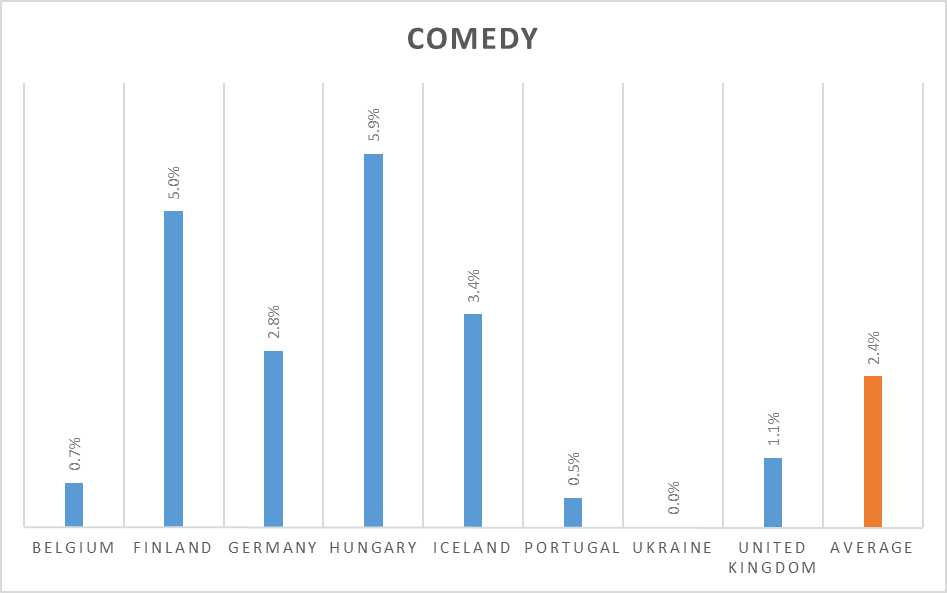 COMEDY
0.7%
5.0%
2.8%
5.9%
3.4%
0.5%
0.0%
1.1%
2.4%
BELGIUM
FINLAND
GERMANY
HUNGARY
ICELAND
PORTUGAL
UKRAINE
UNITED
KINGDOM
AVERAGE